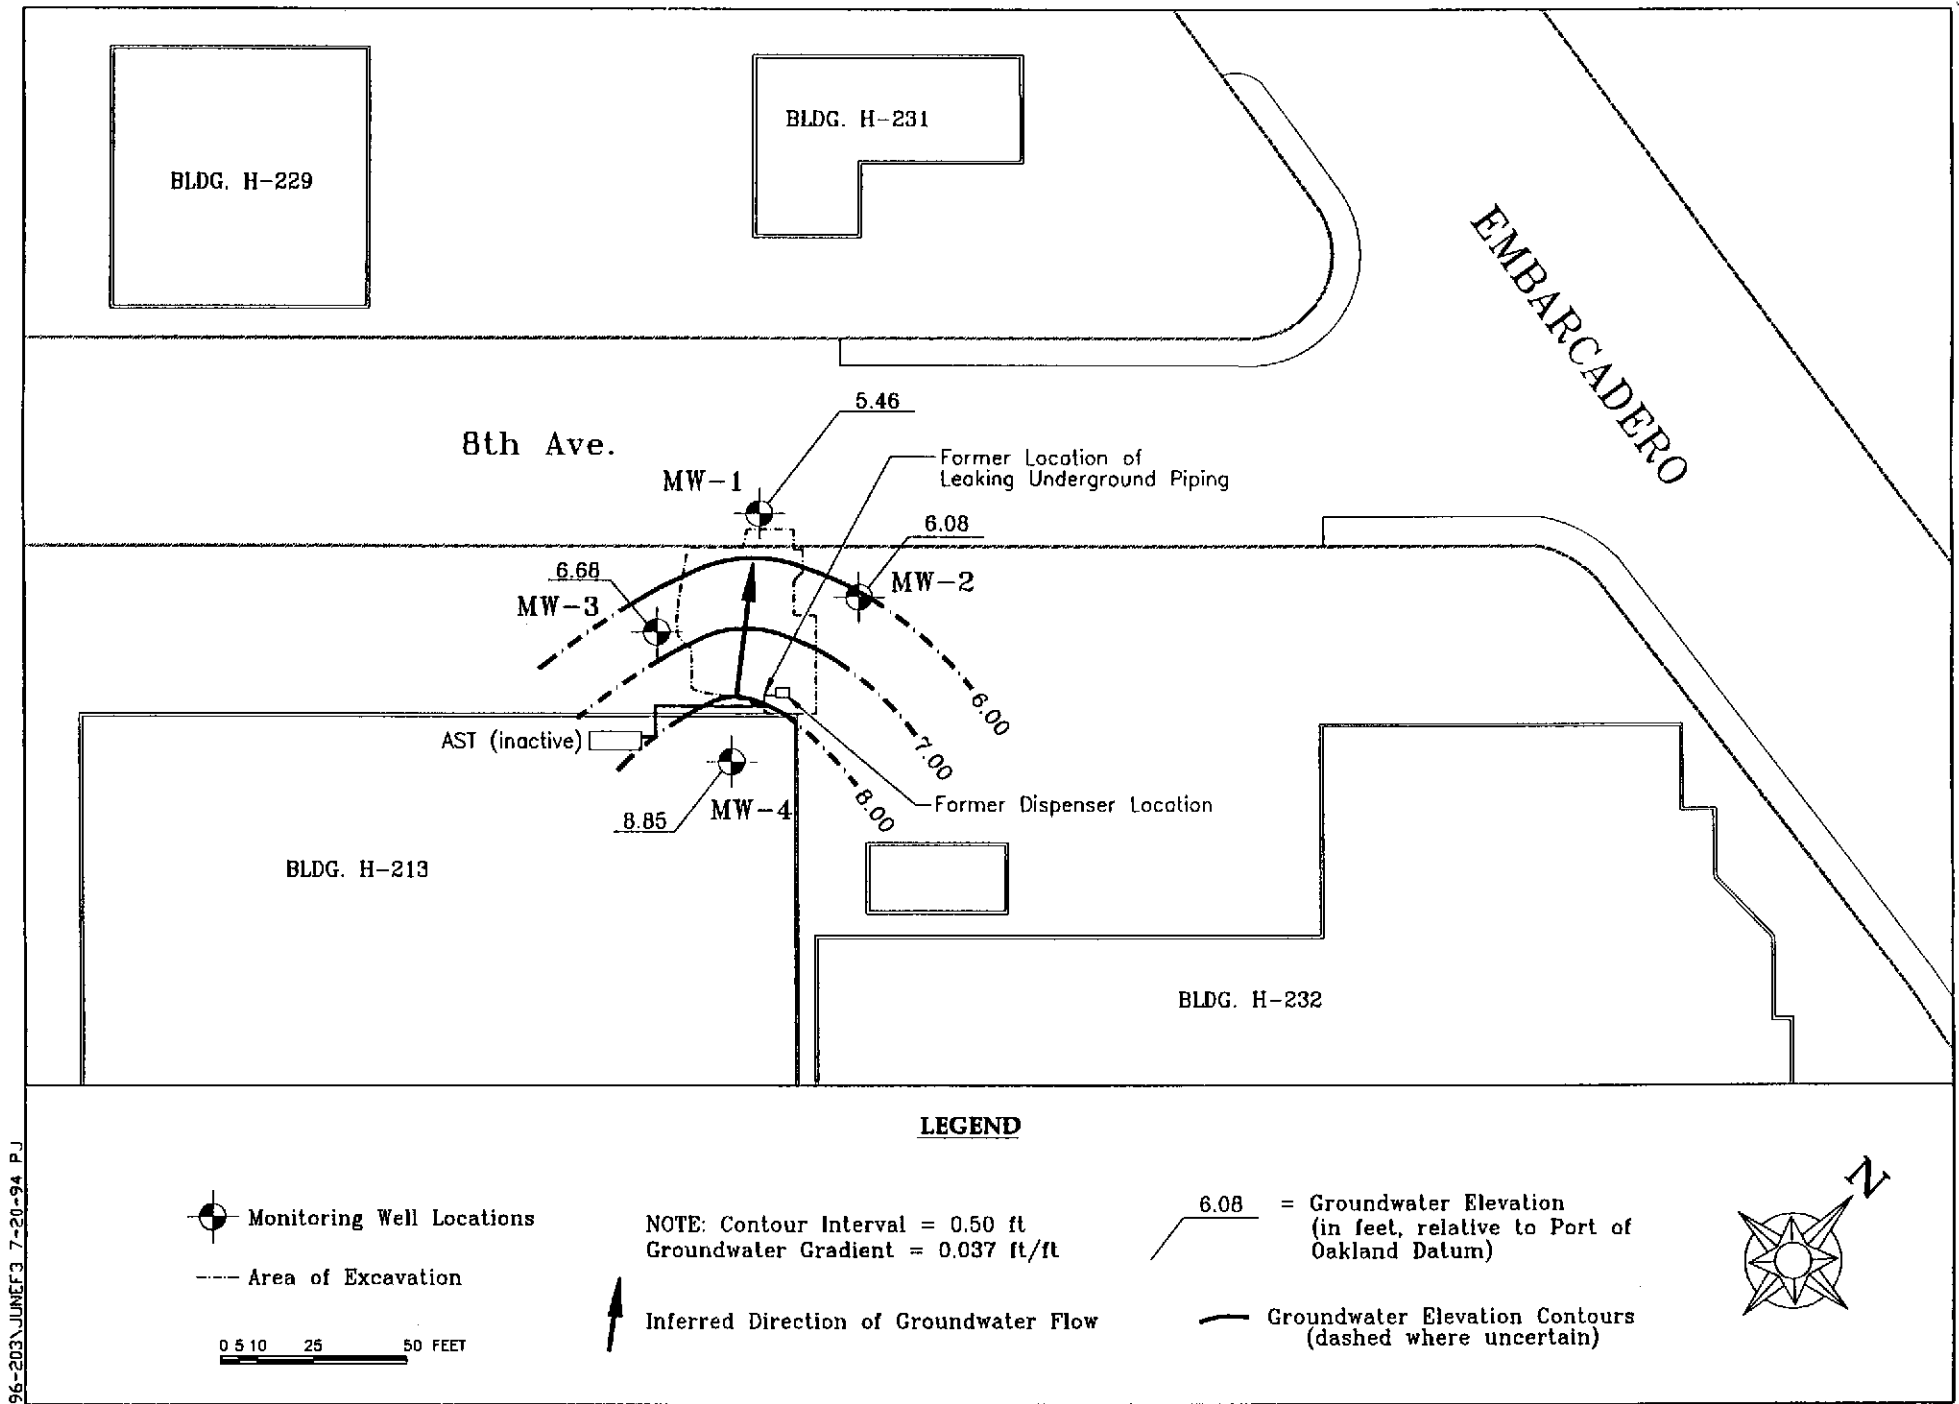 BLDG. H-229
BLDG. H-231
EMBARCADERO
8th Ave.
5.46
MW-1
Former Location of
Leaking Underground Piping
6.08
MW-2
6.68
MW-3
6.00
7.00
8.00
AST (inactive)
MW-4
8.85
Former Dispenser Location
BLDG. H-213
BLDG. H-232
LEGEND
Monitoring Well Locations
Area of Excavation
0 5 10 25 50 FEET
NOTE: Contour Interval = 0.50 ft
Groundwater Gradient = 0.037 ft/ft
Inferred Direction of Groundwater Flow
6.08 = Groundwater Elevation
(in feet, relative to Port of
Oakland Datum)
Groundwater Elevation Contours
(dashed where uncertain)
N
96-203\JUNEF3 7-20-94 PJ